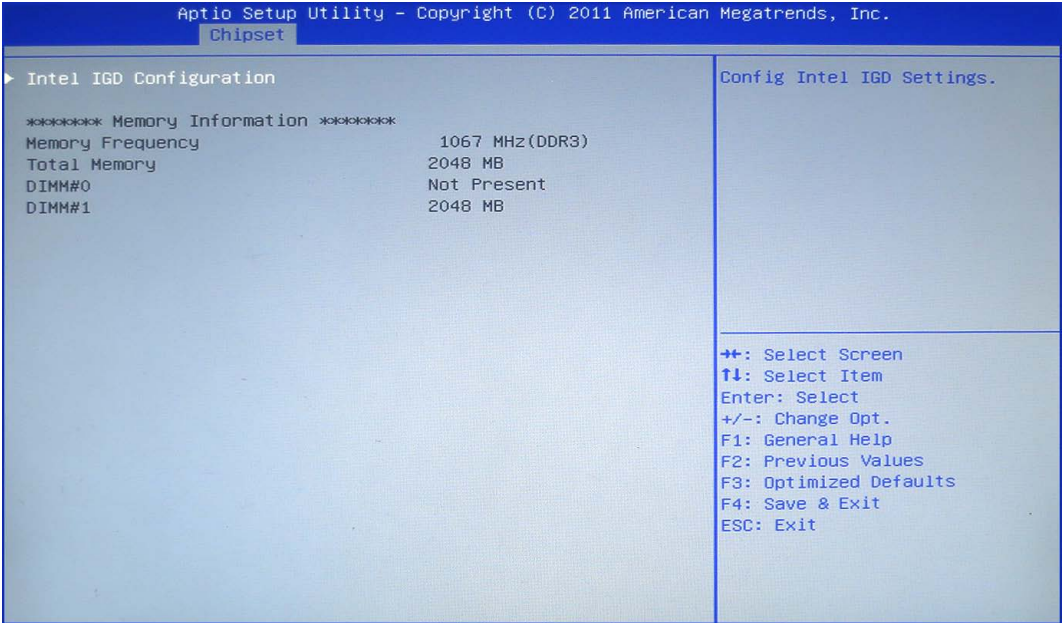 Aptio Setup Utility – Copyright (C) 2011 American Megatrends, Inc.
Chipset
► Intel IGD Configuration
******* Memory Information *******
Memory Frequency 1067 MHz(DDR3)
Total Memory 2048 MB
DIMM#0 Not Present
DIMM#1 2048 MB
Config Intel IGD Settings.
→←: Select Screen
↑↓: Select Item
Enter: Select
+/-: Change Opt.
F1: General Help
F2: Previous Values
F3: Optimized Defaults
F4: Save & Exit
ESC: Exit